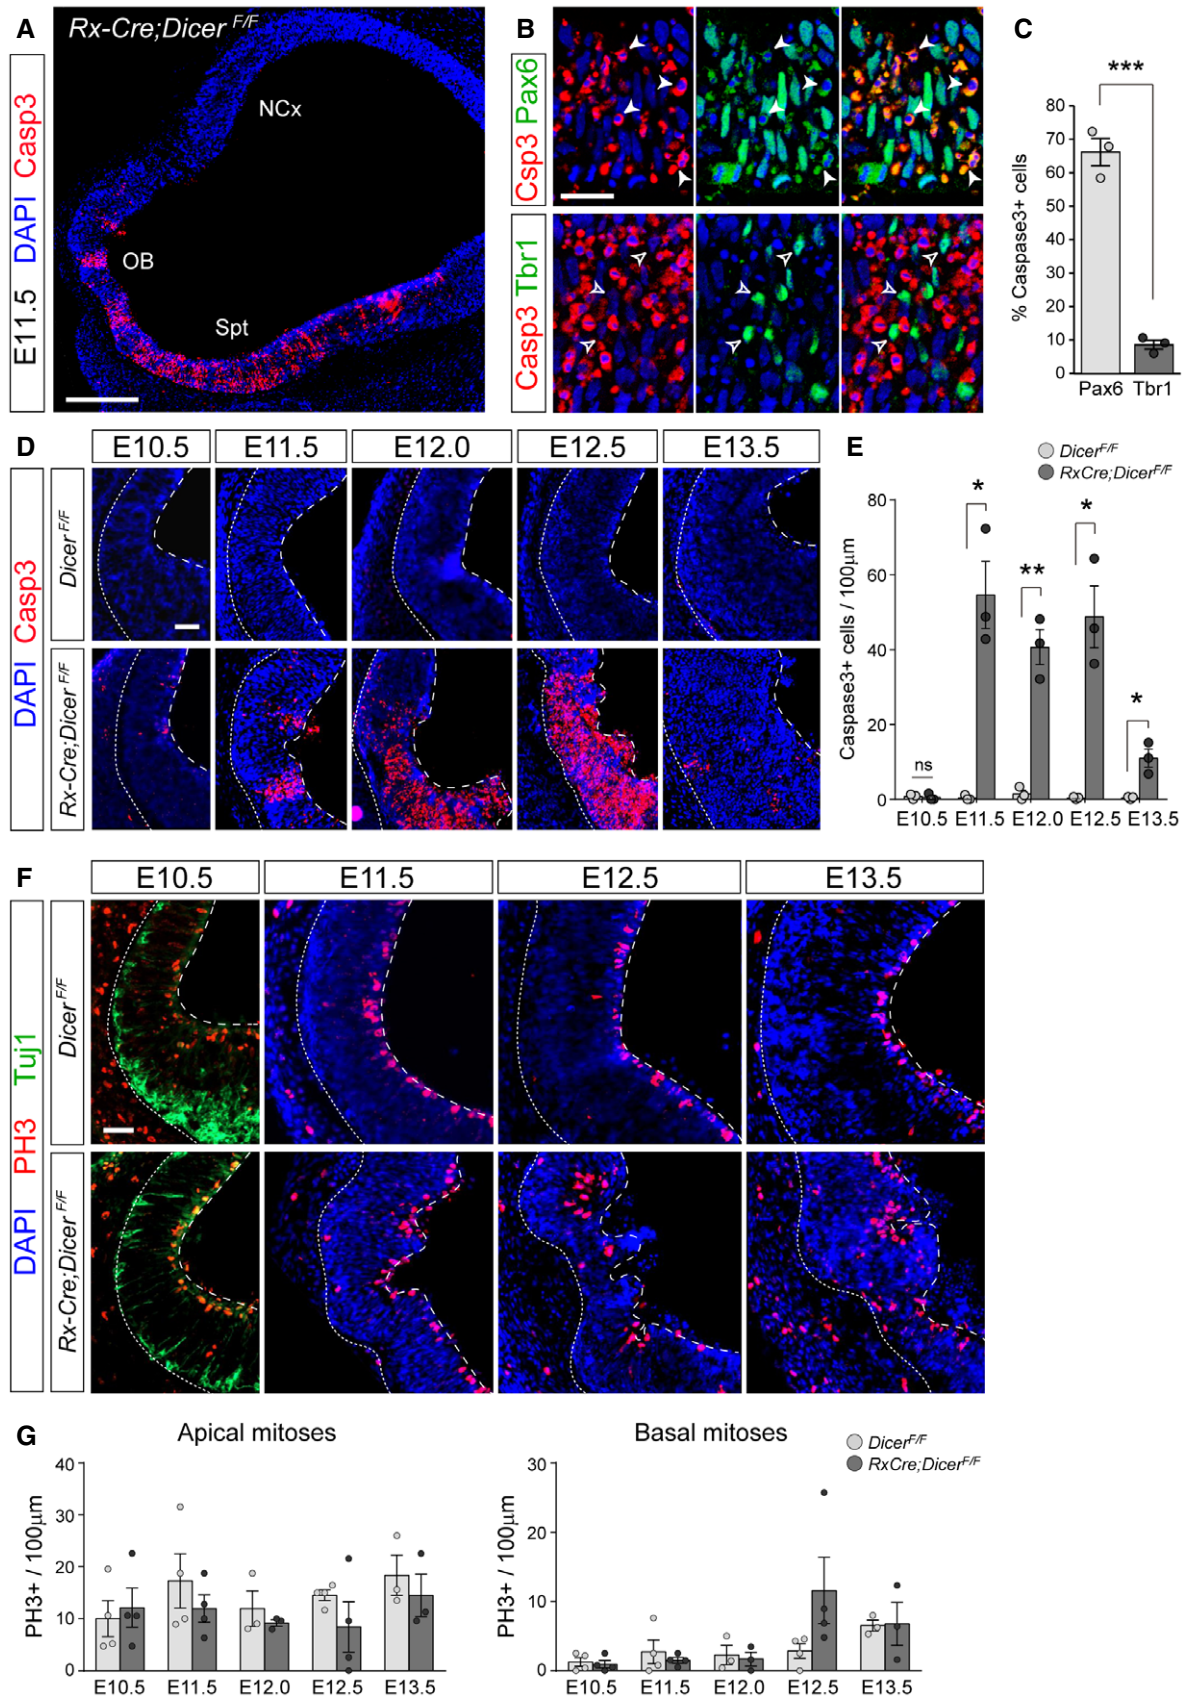 A
E11.5 DAPI Casp3
Rx-Cre;Dicer F/F
NCx
OB
Spt
B
Csp3 Pax6
Casp3 Tbr1
C
***
% Caspase3+ cells
80
70
60
50
40
30
20
10
0
Pax6 Tbr1
D
E10.5 E11.5 E12.0 E12.5 E13.5
DAPI Casp3
Dicer F/F
Rx-Cre;Dicer F/F
E
Dicer F/F
RxCre;Dicer F/F
Caspase3+ cells / 100µm
80
60
40
20
0
ns
*
**
*
*
E10.5 E11.5 E12.0 E12.5 E13.5
F
E10.5 E11.5 E12.5 E13.5
DAPI PH3 Tuj1
Dicer F/F
Rx-Cre;Dicer F/F
G
Apical mitoses
PH3+ / 100µm
40
30
20
10
0
E10.5 E11.5 E12.0 E12.5 E13.5
Basal mitoses
Dicer F/F
RxCre;Dicer F/F
PH3+ / 100µm
30
20
10
0
E10.5 E11.5 E12.0 E12.5 E13.5